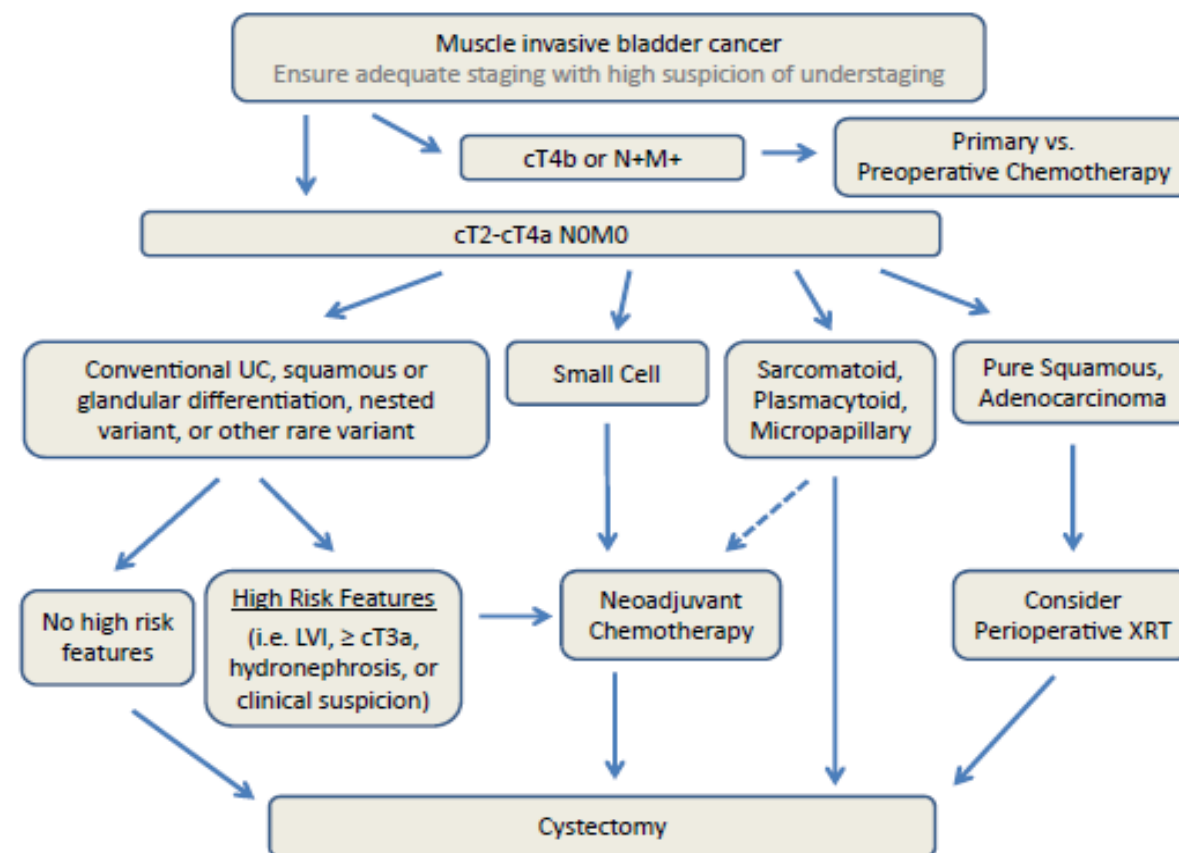 Muscle invasive bladder cancer
Ensure adequate staging with high suspicion of understaging
cT4b or N+M+
Primary vs.
Preoperative Chemotherapy
cT2-cT4a N0M0
Conventional UC, squamous or
glandular differentiation, nested
variant, or other rare variant
Small Cell
Sarcomatoid,
Plasmacytoid,
Micropapillary
Pure Squamous,
Adenocarcinoma
No high risk
features
High Risk Features
(i.e. LVI, ≥ cT3a,
hydronephrosis, or
clinical suspicion)
Neoadjuvant
Chemotherapy
Consider
Perioperative XRT
Cystectomy